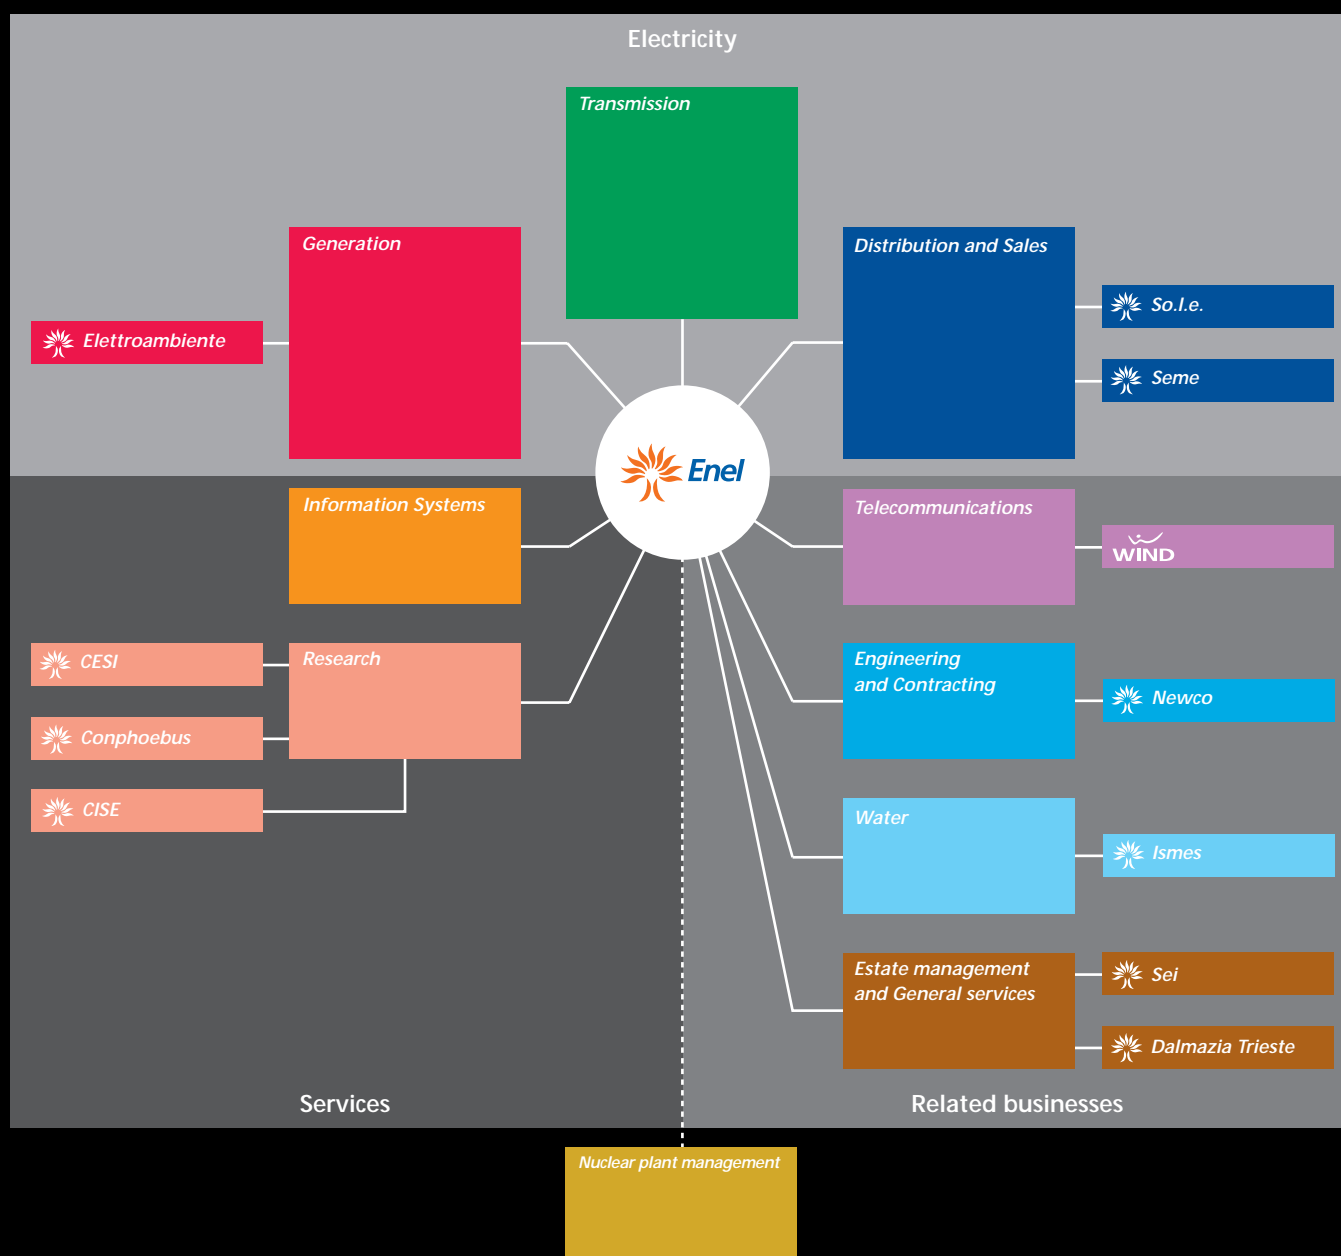 Electricity
Transmission
Generation
Distribution and Sales
So.l.e.
Elettroambiente
Seme
Enel
Information Systems
Telecommunications
WIND
CESI
Research
Engineering
and Contracting
Newco
Conphoebus
CISE
Water
Ismes
Estate management
and General services
Sei
Dalmazia Trieste
Services
Related businesses
Nuclear plant management